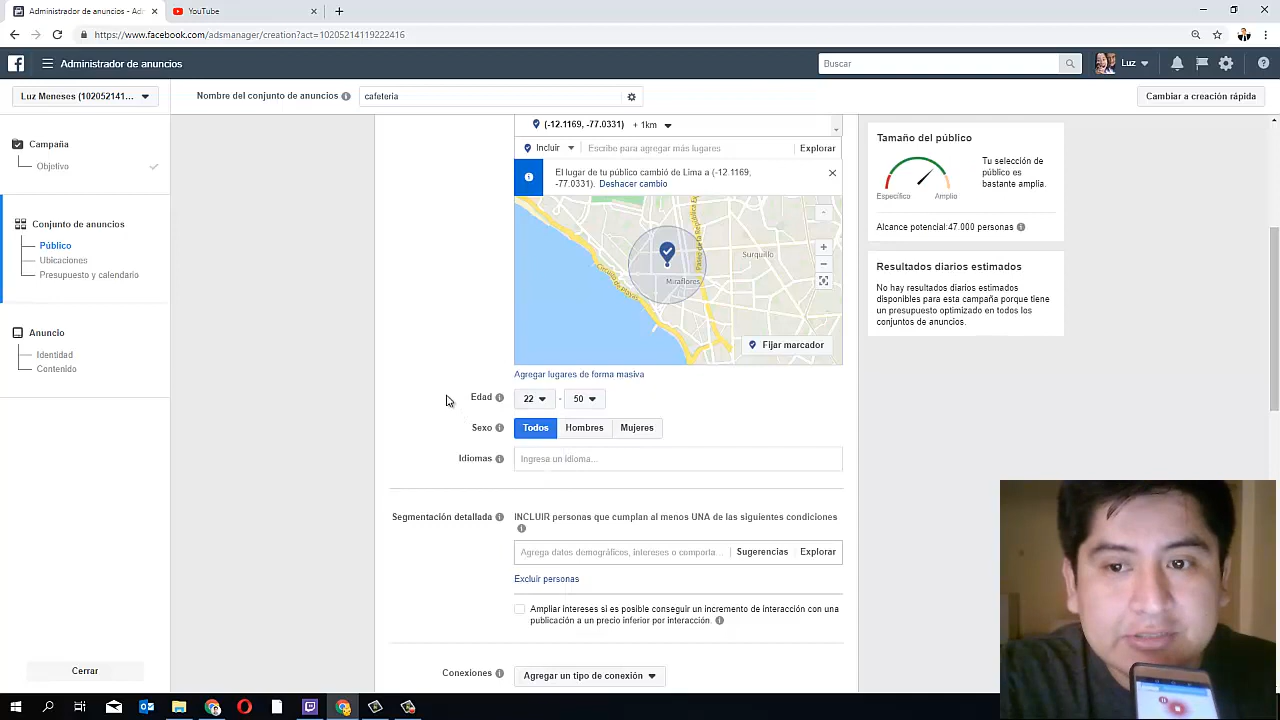 Administrador de anuncios - Adm
YouTube
https://www.facebook.com/adsmanager/creation?act=10205214119222416
Administrador de anuncios
Buscar
Luz
Luz Meneses (102052141...
Nombre del conjunto de anuncios
cafeteria
Cambiar a creación rápida
Campaña
Objetivo
Conjunto de anuncios
Público
Ubicaciones
Presupuesto y calendario
Anuncio
Identidad
Contenido
Cerrar
(-12.1169, -77.0331) + 1km
Incluir
Escribe para agregar más lugares
Explorar
El lugar de tu público cambió de Lima a (-12.1169,
-77.0331). Deshacer cambio
Surquillo
Miraflores
Fijar marcador
Agregar lugares de forma masiva
Edad
22 - 50
Sexo
Todos Hombres Mujeres
Idiomas
Ingresa un idioma...
Segmentación detallada
INCLUIR personas que cumplan al menos UNA de las siguientes condiciones
Agrega datos demográficos, intereses o comporta...
Sugerencias
Explorar
Excluir personas
Ampliar intereses si es posible conseguir un incremento de interacción con una
publicación a un precio inferior por interacción.
Conexiones
Agregar un tipo de conexión
Tamaño del público
Específico
Amplio
Tu selección de
público es
bastante amplia.
Alcance potencial:47.000 personas
Resultados diarios estimados
No hay resultados diarios estimados
disponibles para esta campaña porque tiene
un presupuesto optimizado en todos los
conjuntos de anuncios.